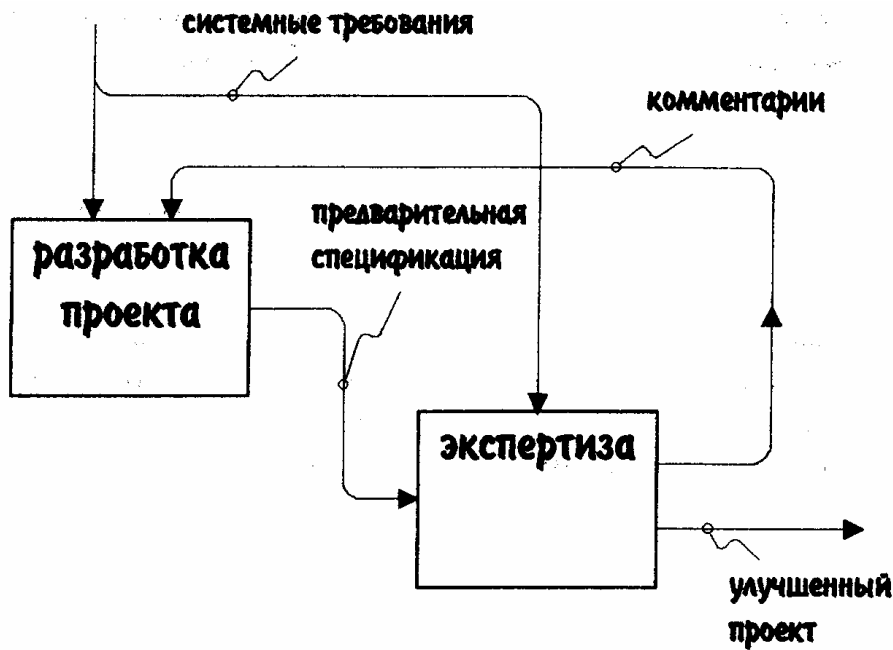 системные требования
комментарии
предварительная
спецификация
разработка
проекта
экспертиза
улучшенный
проект